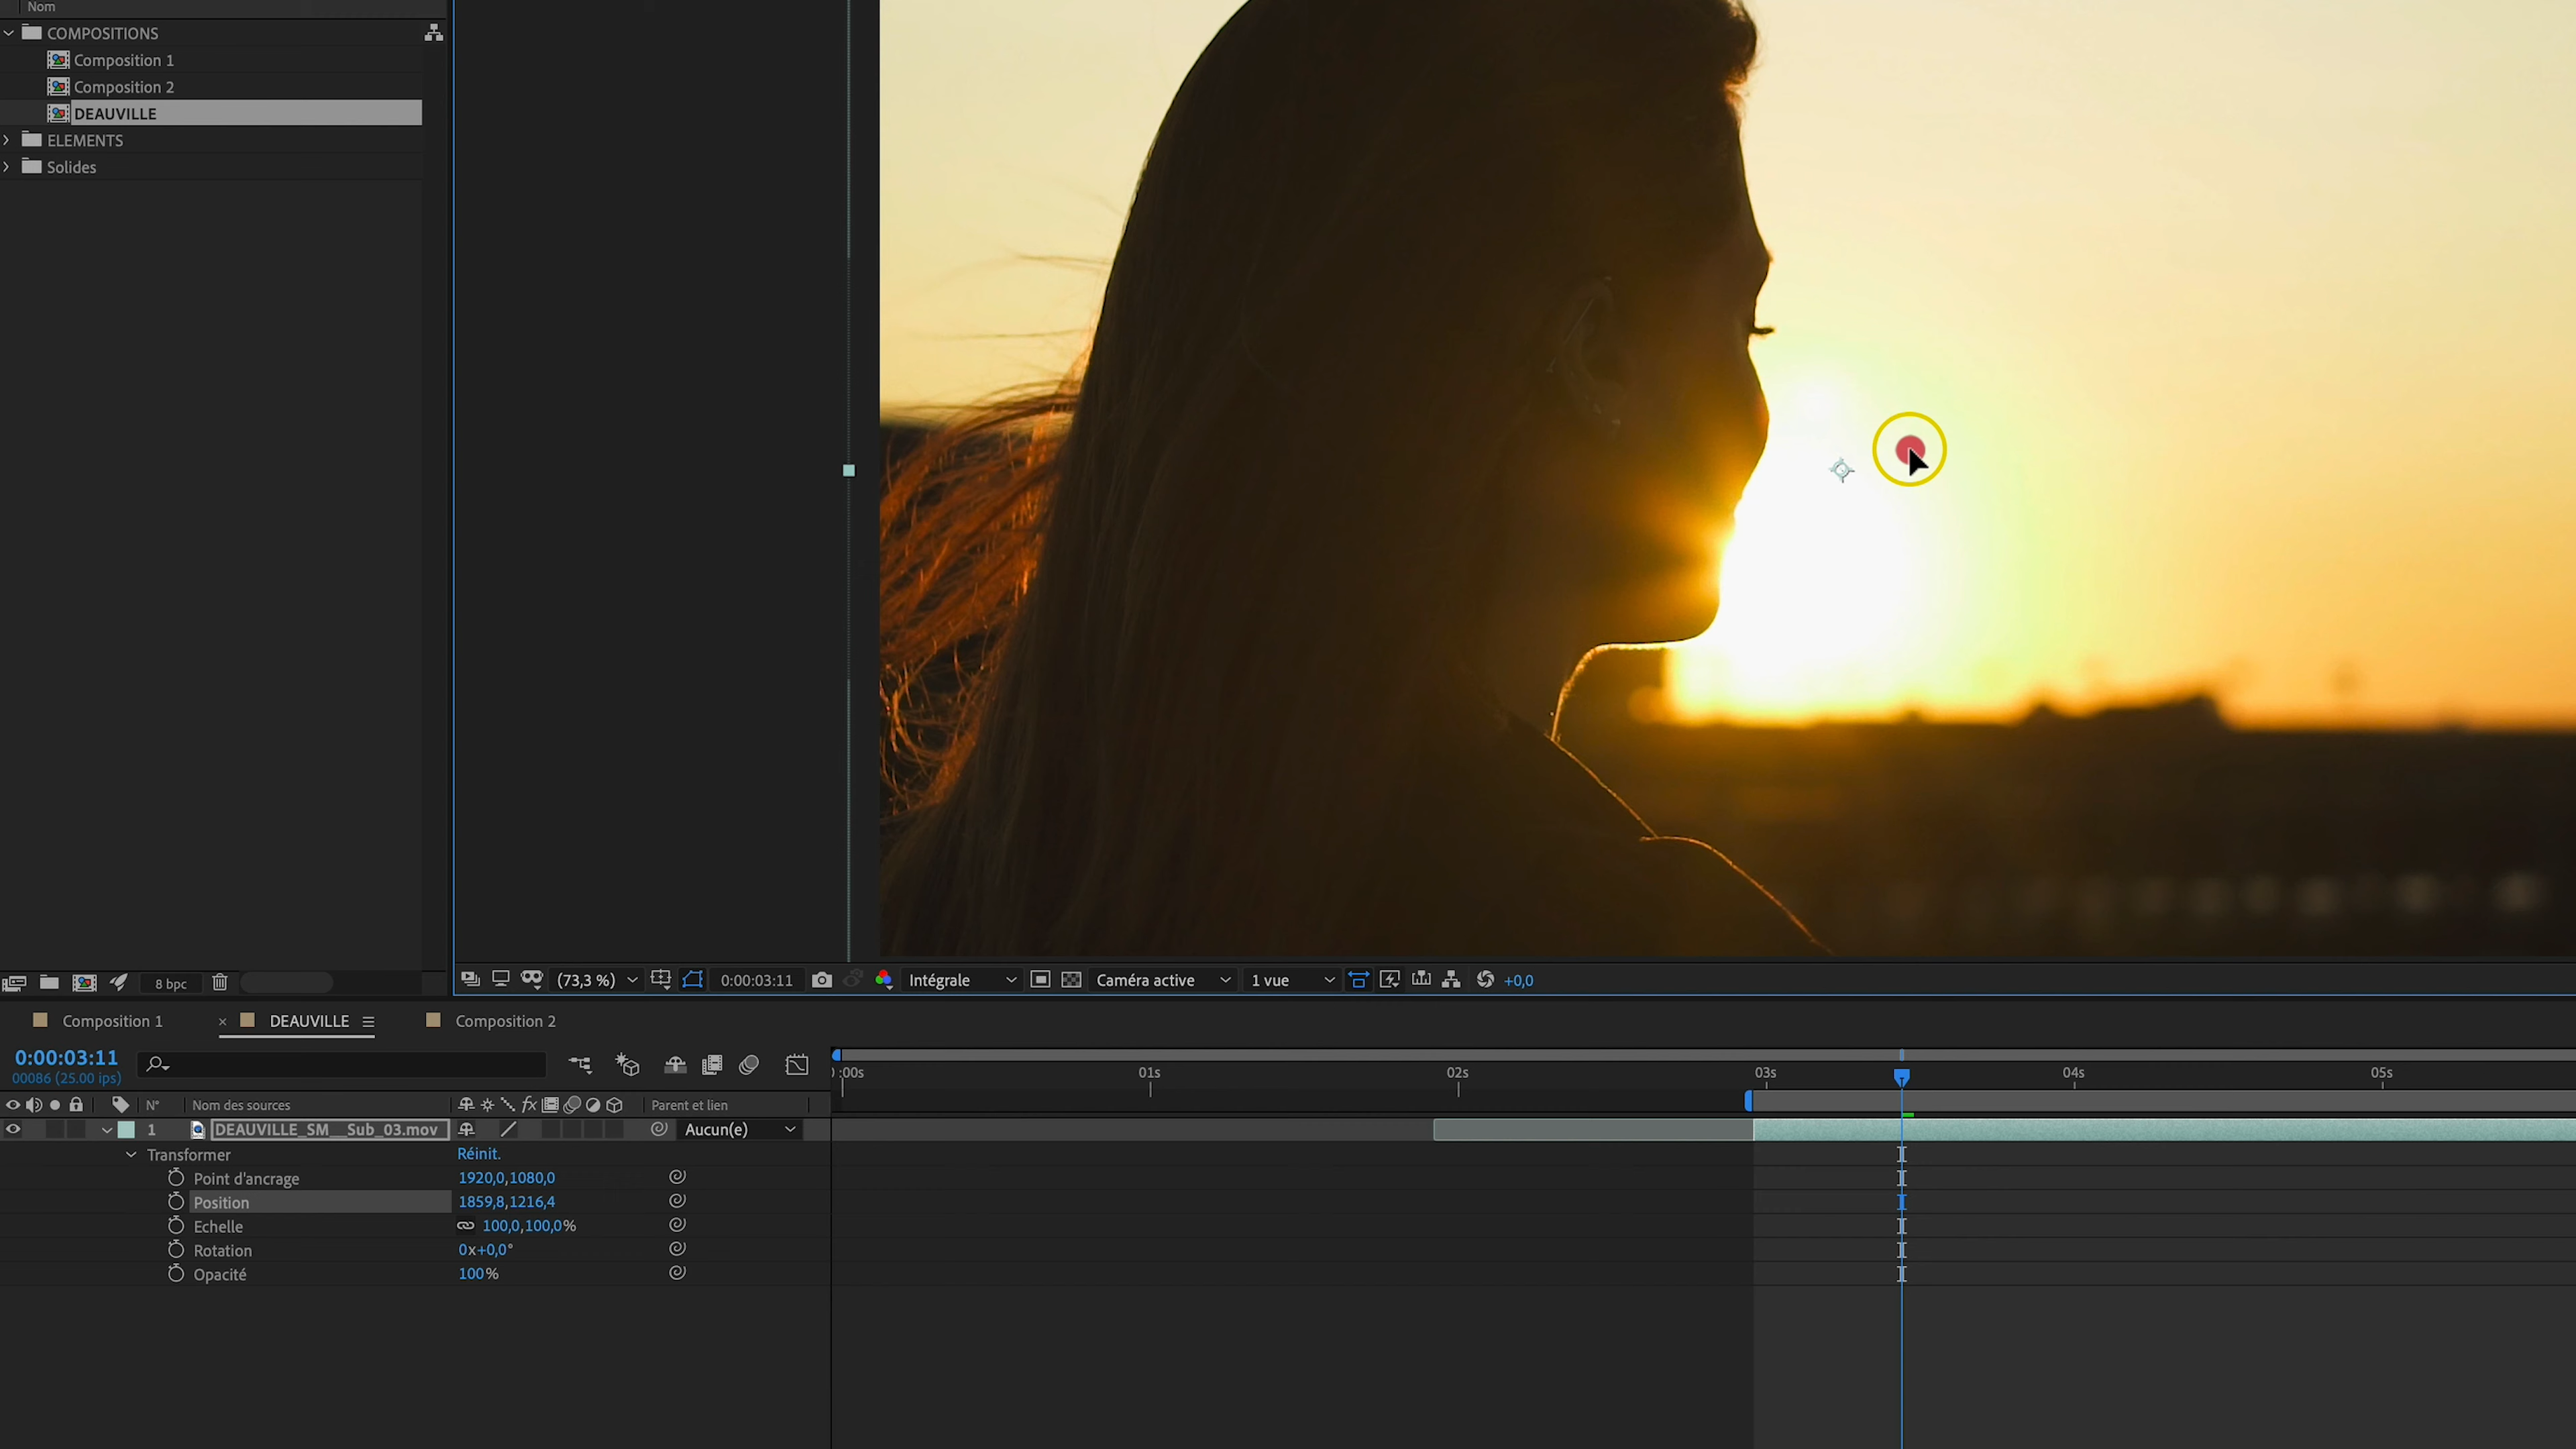 Nom
COMPOSITIONS
Composition 1
Composition 2
DEAUVILLE
ELEMENTS
Solides
8 bpc
(73,3 %) 0:00:03:11 Intégrale Caméra active 1 vue +0,0
Composition 1 × DEAUVILLE Composition 2
0:00:03:11
00086 (25.00 ips)
:00s 01s 02s 03s 04s 05s
N° Nom des sources fx Parent et lien
1 DEAUVILLE_SM__Sub_03.mov Aucun(e)
Transformer Réinit.
Point d'ancrage 1920,0,1080,0
Position 1859,8,1216,4
Echelle 100,0,100,0%
Rotation 0x+0,0°
Opacité 100%